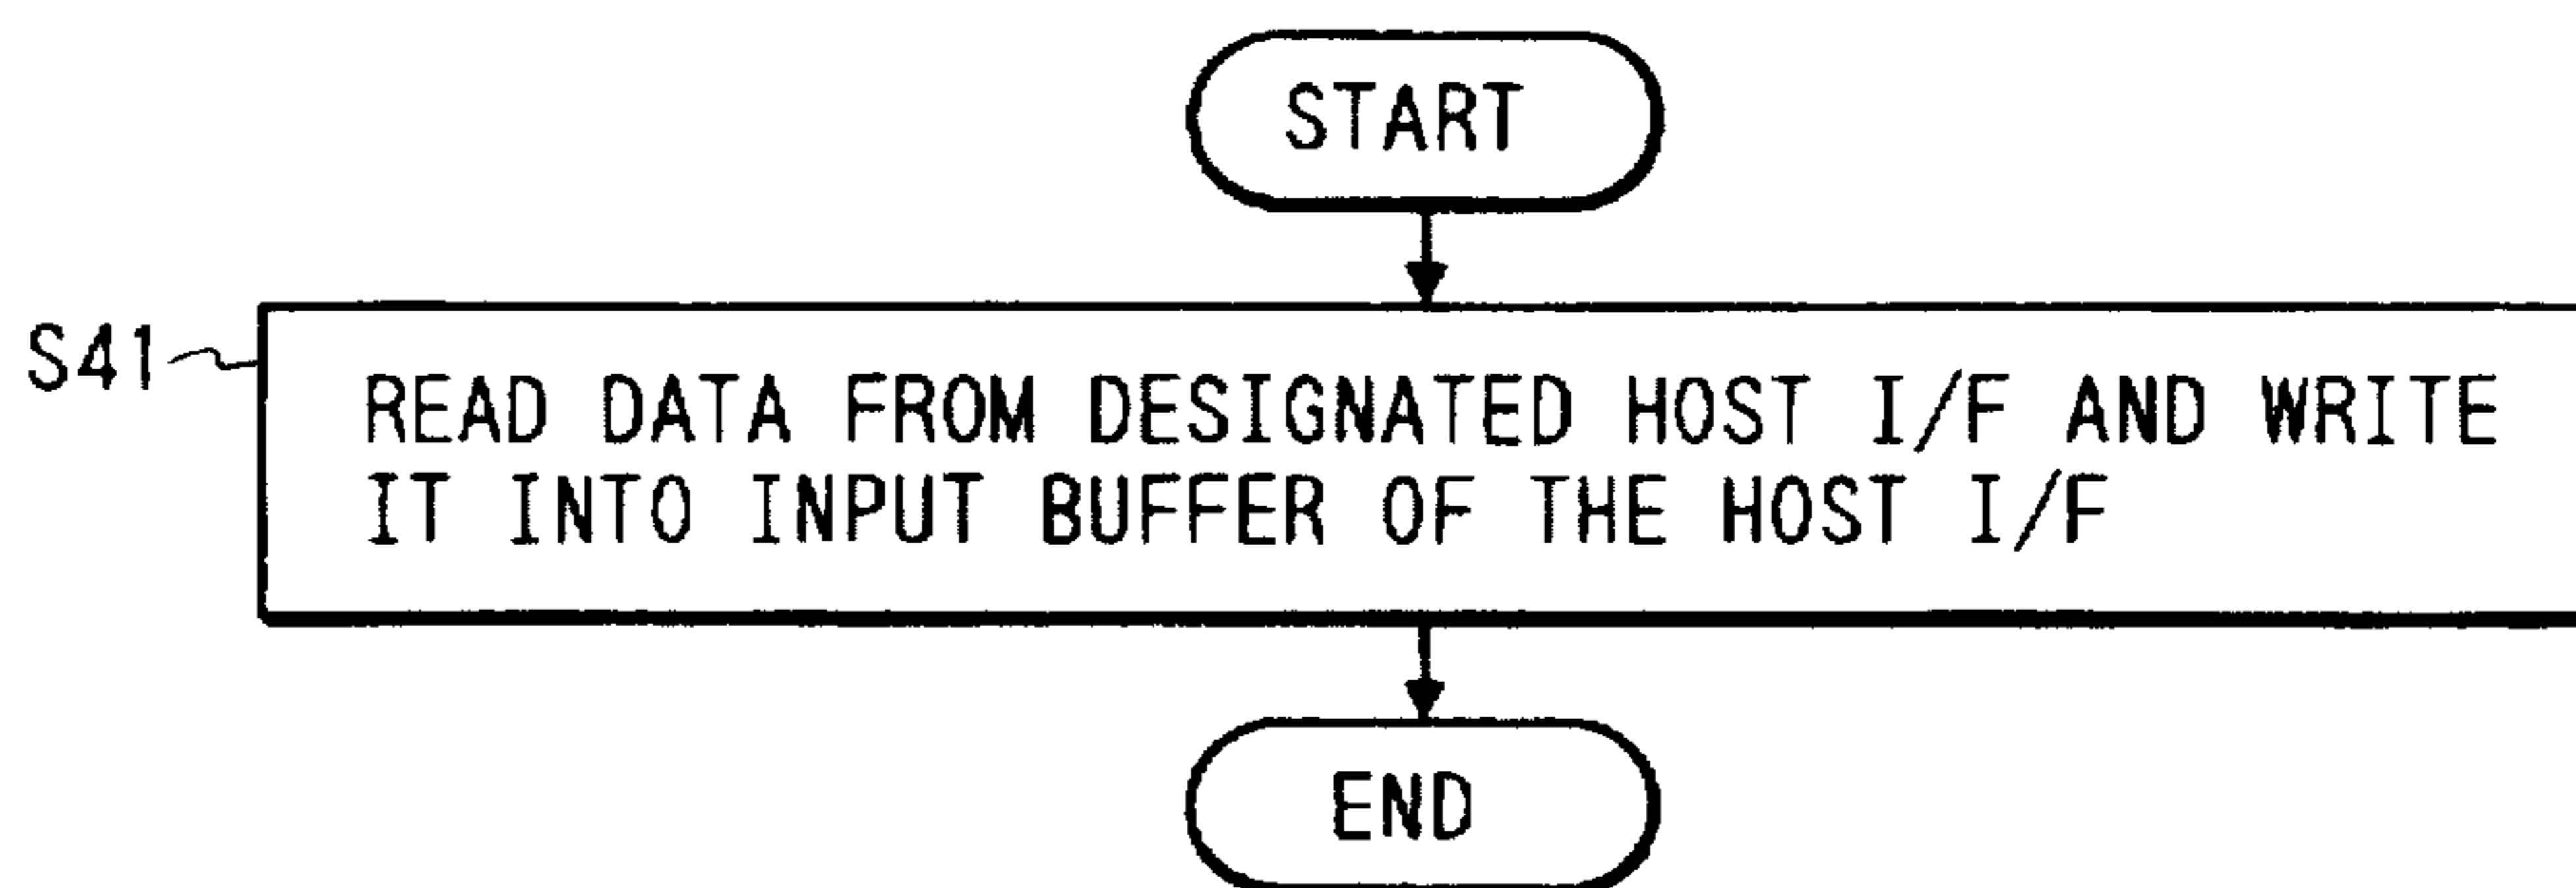 START
S41
READ DATA FROM DESIGNATED HOST I/F AND WRITE
IT INTO INPUT BUFFER OF THE HOST I/F
END